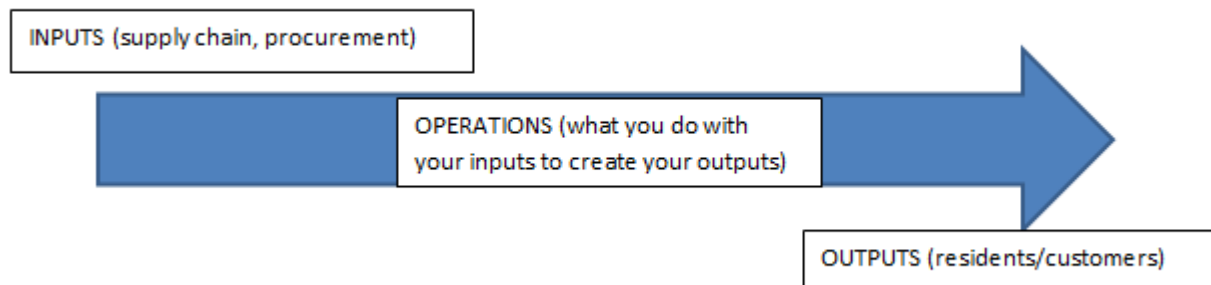 INPUTS (supply chain, procurement)
OPERATIONS (what you do with
your inputs to create your outputs)
OUTPUTS (residents/customers)